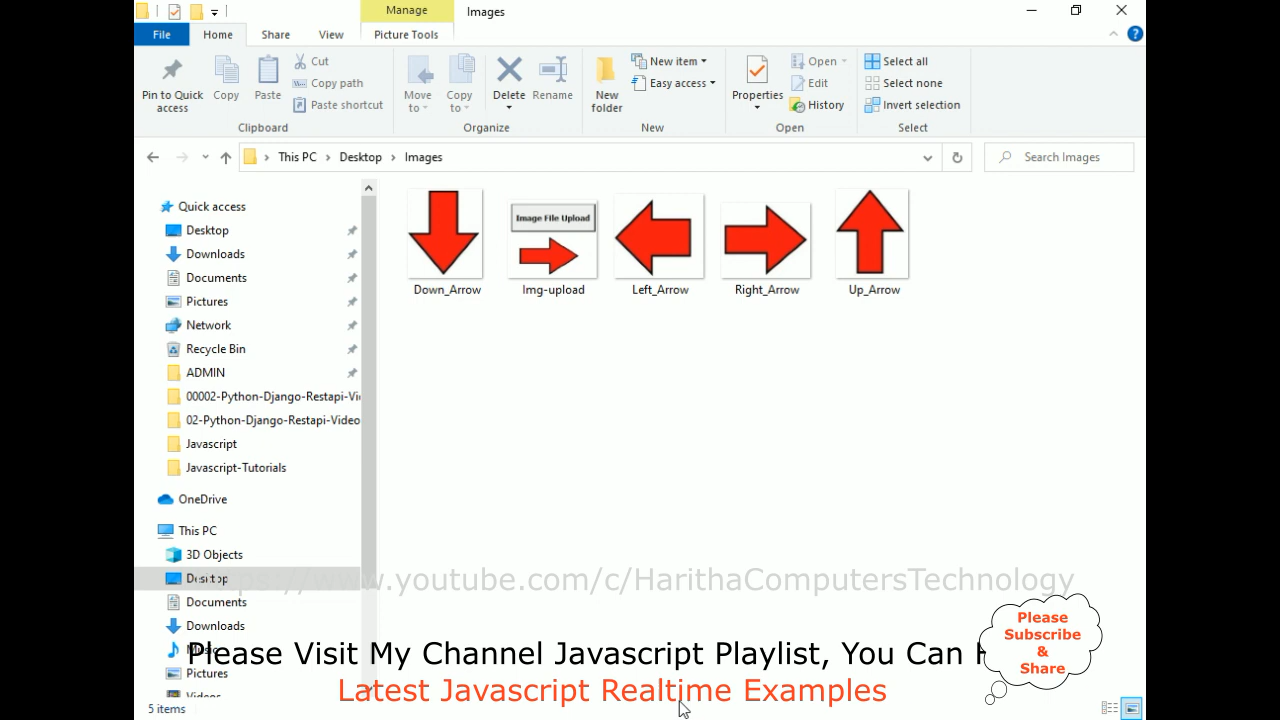 Manage
Images
File
Home
Share
View
Picture Tools
Pin to Quick
access
Copy
Paste
Cut
Copy path
Paste shortcut
Clipboard
Move
to
Copy
to
Delete
Rename
Organize
New
folder
New item
Easy access
New
Properties
Open
Edit
History
Open
Select all
Select none
Invert selection
Select
This PC
Desktop
Images
Search Images
Quick access
Desktop
Downloads
Documents
Pictures
Network
Recycle Bin
ADMIN
00002-Python-Django-Restapi-Vi
02-Python-Django-Restapi-Video
Javascript
Javascript-Tutorials
OneDrive
This PC
3D Objects
Desktop
Documents
Downloads
Pictures
Image File Upload
Down_Arrow
Img-upload
Left_Arrow
Right_Arrow
Up_Arrow
www.youtube.com/c/HarithaComputersTechnology
Please Visit My Channel Javascript Playlist, You Can
Latest Javascript Realtime Examples
Please
Subscribe
&
Share
5 items